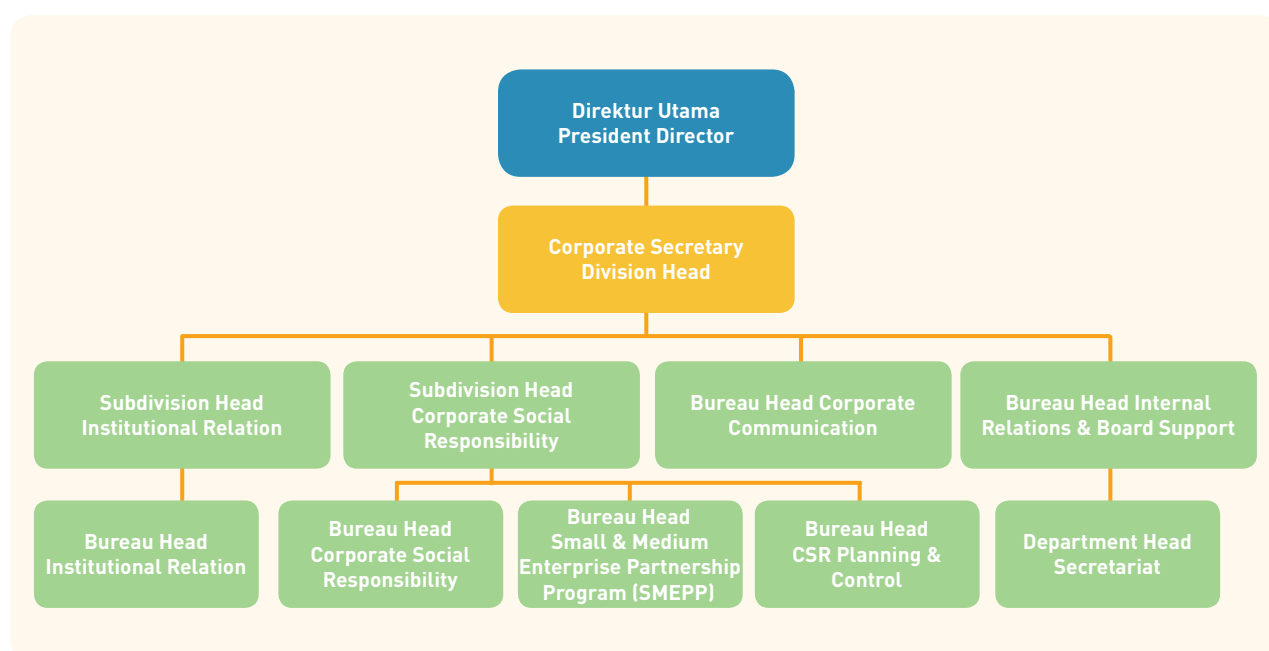 Direktur Utama
President Director
Corporate Secretary
Division Head
Subdivision Head
Institutional Relation
Subdivision Head
Corporate Social
Responsibility
Bureau Head Corporate
Communication
Bureau Head Internal
Relations & Board Support
Bureau Head
Institutional Relation
Bureau Head
Corporate Social
Responsibility
Bureau Head
Small & Medium
Enterprise Partnership
Program (SMEPP)
Bureau Head
CSR Planning &
Control
Department Head
Secretariat